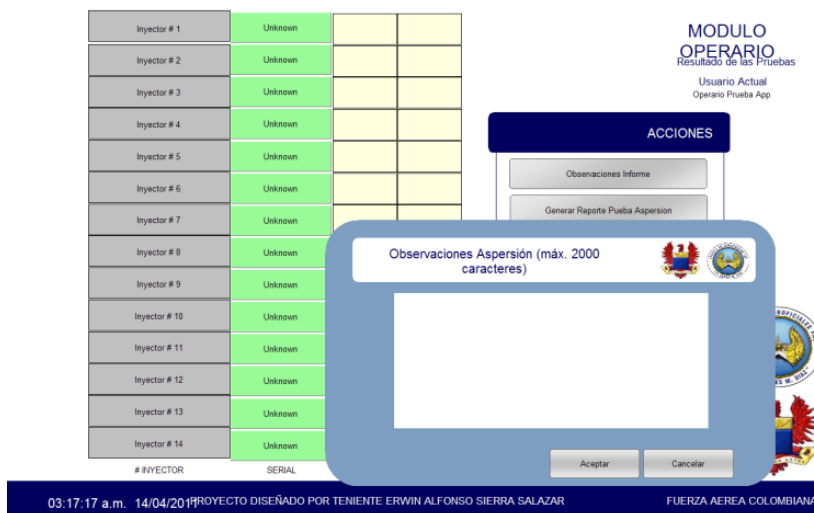 Inyector # 1 Unknown
Inyector # 2 Unknown
Inyector # 3 Unknown
Inyector # 4 Unknown
Inyector # 5 Unknown
Inyector # 6 Unknown
Inyector # 7 Unknown
Inyector # 8 Unknown
Inyector # 9 Unknown
Inyector # 10 Unknown
Inyector # 11 Unknown
Inyector # 12 Unknown
Inyector # 13 Unknown
Inyector # 14 Unknown
# INYECTOR SERIAL
MODULO
OPERARIO
Resultado de las Pruebas
Usuario Actual
Operario Prueba App
ACCIONES
Observaciones Informe
Generar Reporte Pueba Aspersion
Observaciones Aspersión (máx. 2000
caracteres)
Aceptar Cancelar
03:17:17 a.m. 14/04/2011 PROYECTO DISEÑADO POR TENIENTE ERWIN ALFONSO SIERRA SALAZAR FUERZA AEREA COLOMBIANA